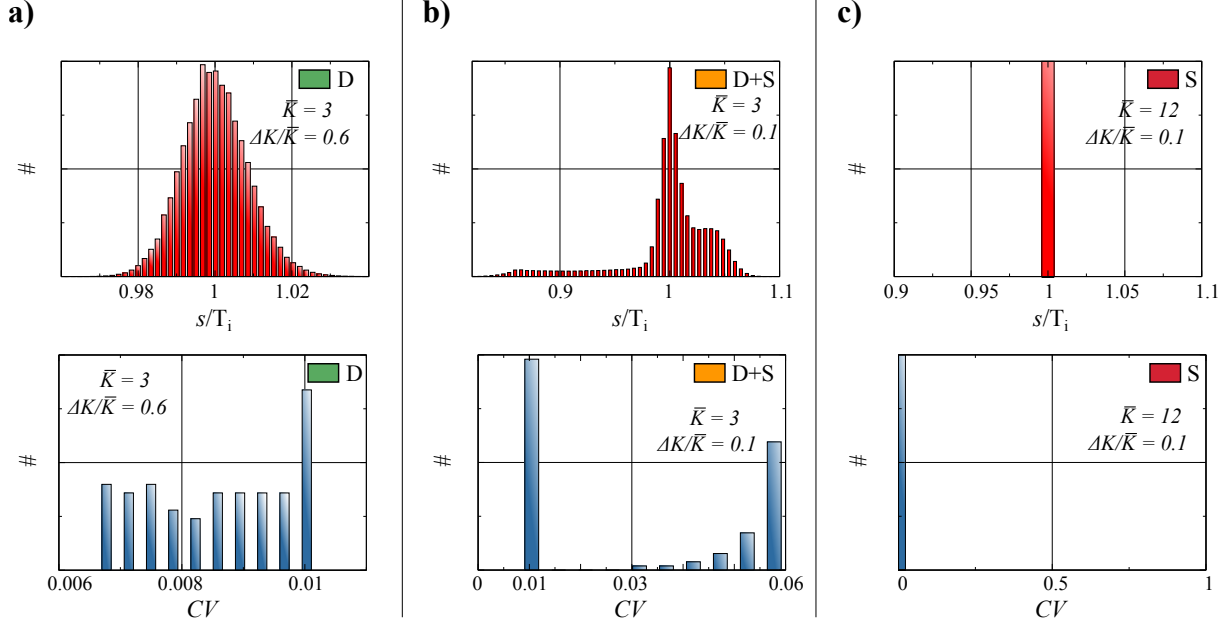 a)
D
K̅ = 3
ΔK/K̅ = 0.6
#
0.98
1
1.02
s/Tᵢ
D
K̅ = 3
ΔK/K̅ = 0.6
#
0.006
0.008
0.01
CV
b)
D+S
K̅ = 3
ΔK/K̅ = 0.1
#
0.9
1
1.1
s/Tᵢ
D+S
K̅ = 3
ΔK/K̅ = 0.1
#
0
0.01
0.03
0.06
CV
c)
S
K̅ = 12
ΔK/K̅ = 0.1
#
0.9
0.95
1
1.05
1.1
s/Tᵢ
S
K̅ = 12
ΔK/K̅ = 0.1
#
0
0.5
1
CV